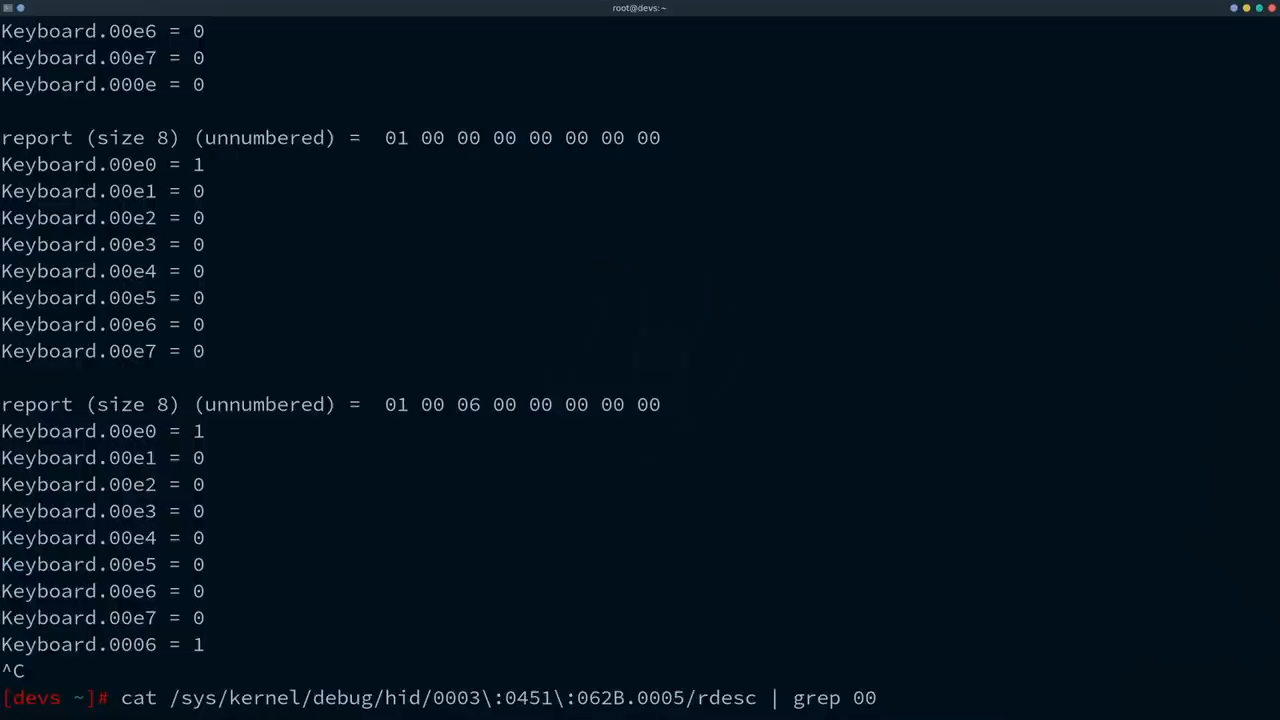 root@devs:~
Keyboard.00e6 = 0
Keyboard.00e7 = 0
Keyboard.000e = 0
report (size 8) (unnumbered) =  01 00 00 00 00 00 00 00
Keyboard.00e0 = 1
Keyboard.00e1 = 0
Keyboard.00e2 = 0
Keyboard.00e3 = 0
Keyboard.00e4 = 0
Keyboard.00e5 = 0
Keyboard.00e6 = 0
Keyboard.00e7 = 0
report (size 8) (unnumbered) =  01 00 06 00 00 00 00 00
Keyboard.00e0 = 1
Keyboard.00e1 = 0
Keyboard.00e2 = 0
Keyboard.00e3 = 0
Keyboard.00e4 = 0
Keyboard.00e5 = 0
Keyboard.00e6 = 0
Keyboard.00e7 = 0
Keyboard.0006 = 1
^C
[devs ~]# cat /sys/kernel/debug/hid/0003\:0451\:062B.0005/rdesc | grep 00